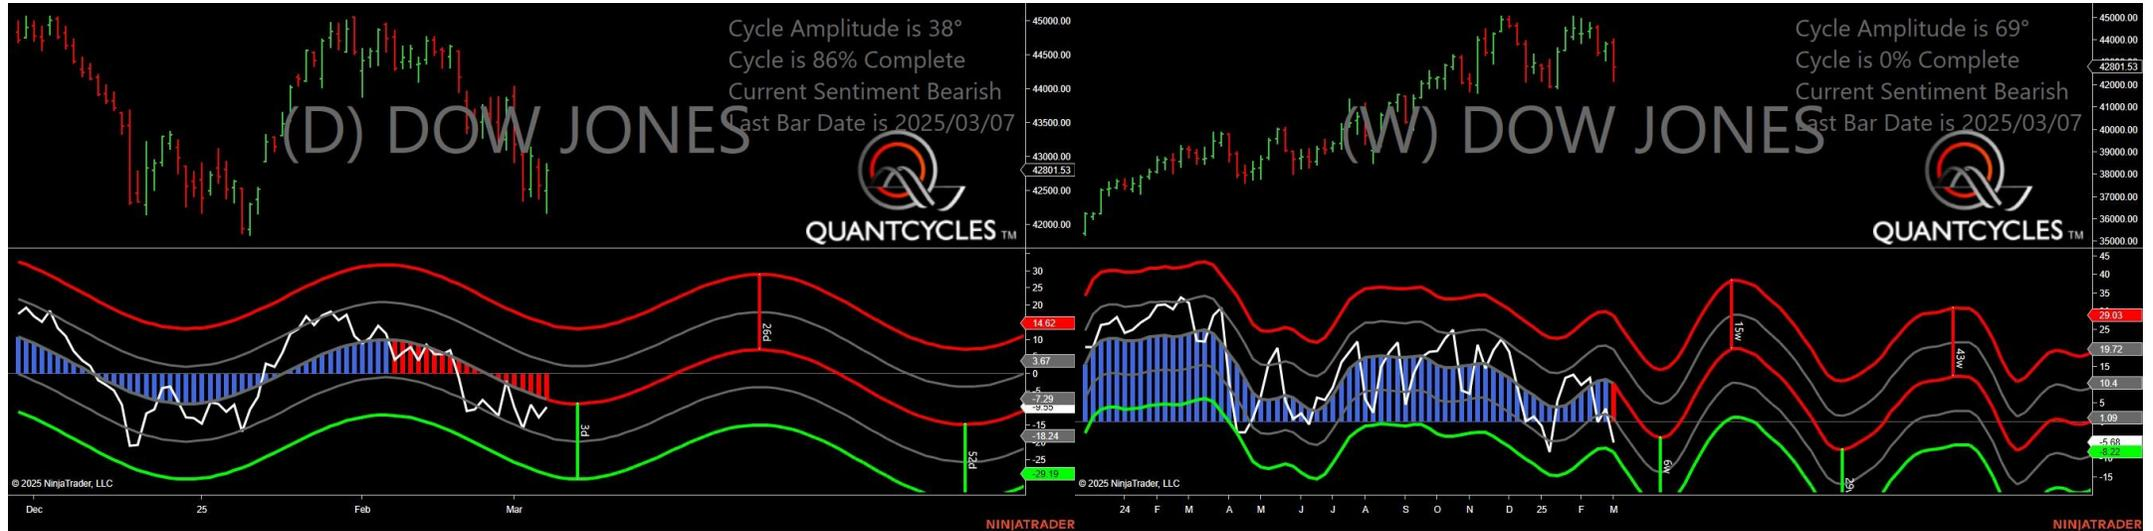 Cycle Amplitude is 38°
Cycle is 86% Complete
Current Sentiment Bearish
Last Bar Date is 2025/03/07
(D) DOW JONES
QUANTCYCLES TM
45000.00
44500.00
44000.00
43500.00
43000.00
42801.53
42500.00
42000.00
30
25
20
14.62
10
3.67
0
-5
-7.29
-9.55
-15
-18.24
-25
-29.19
26d
3d
52d
© 2025 NinjaTrader, LLC
Dec
25
Feb
Mar
NINJATRADER
Cycle Amplitude is 69°
Cycle is 0% Complete
Current Sentiment Bearish
Last Bar Date is 2025/03/07
(W) DOW JONES
QUANTCYCLES TM
45000.00
44000.00
42801.53
42000.00
41000.00
40000.00
39000.00
38000.00
37000.00
36000.00
35000.00
45
40
35
29.03
25
19.72
15
10.4
5
1.09
-5.68
-8.22
-15
15w
43w
6w
© 2025 NinjaTrader, LLC
24 F M A M J J A S O N D 25 F M
NINJATRADER